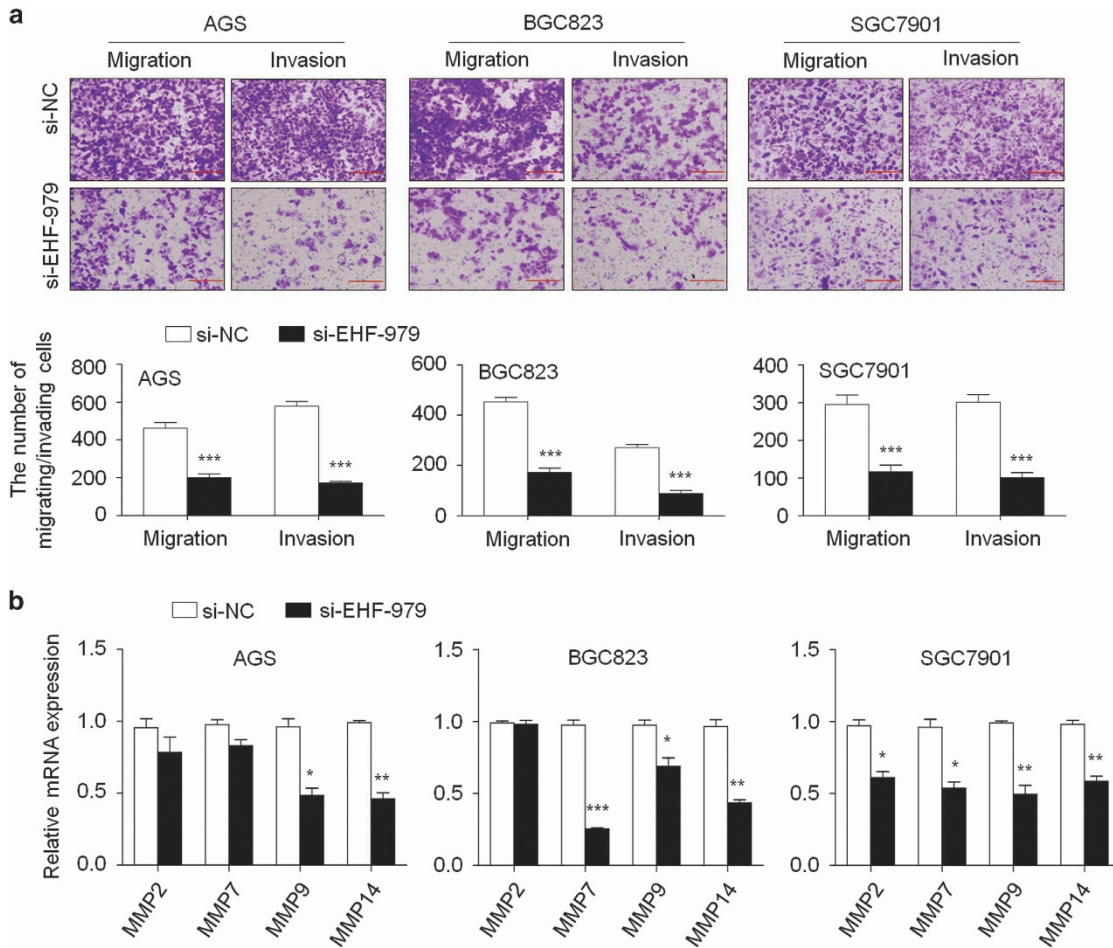 a
AGS BGC823 SGC7901
Migration Invasion Migration Invasion Migration Invasion
si-NC
si-EHF-979
si-NC si-EHF-979
The number of
migrating/invading cells
800
600
400
200
0
AGS
*** ***
Migration Invasion
600
400
200
0
BGC823
*** ***
Migration Invasion
400
300
200
100
0
SGC7901
*** ***
Migration Invasion
b
si-NC si-EHF-979
Relative mRNA expression
1.5
1.0
0.5
0.0
AGS
* **
MMP2 MMP7 MMP9 MMP14
1.5
1.0
0.5
0.0
BGC823
*** * **
MMP2 MMP7 MMP9 MMP14
1.5
1.0
0.5
0.0
SGC7901
* * ** **
MMP2 MMP7 MMP9 MMP14